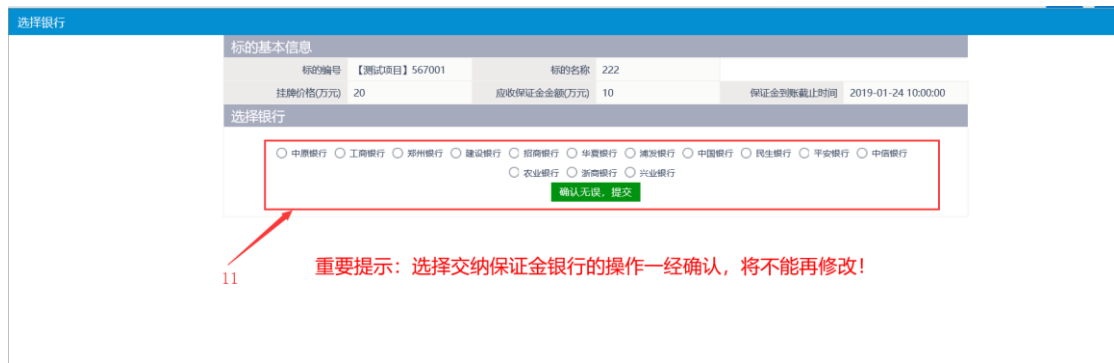 选择银行
标的基本信息
标的编号 【测试项目】567001 标的名称 222
挂牌价格(万元) 20 应收保证金金额(万元) 10 保证金到账截止时间 2019-01-24 10:00:00
选择银行
中原银行 工商银行 郑州银行 建设银行 招商银行 华夏银行 浦发银行 中国银行 民生银行 平安银行 中信银行
农业银行 浙商银行 兴业银行
确认无误，提交
11
重要提示：选择交纳保证金银行的操作一经确认，将不能再修改！